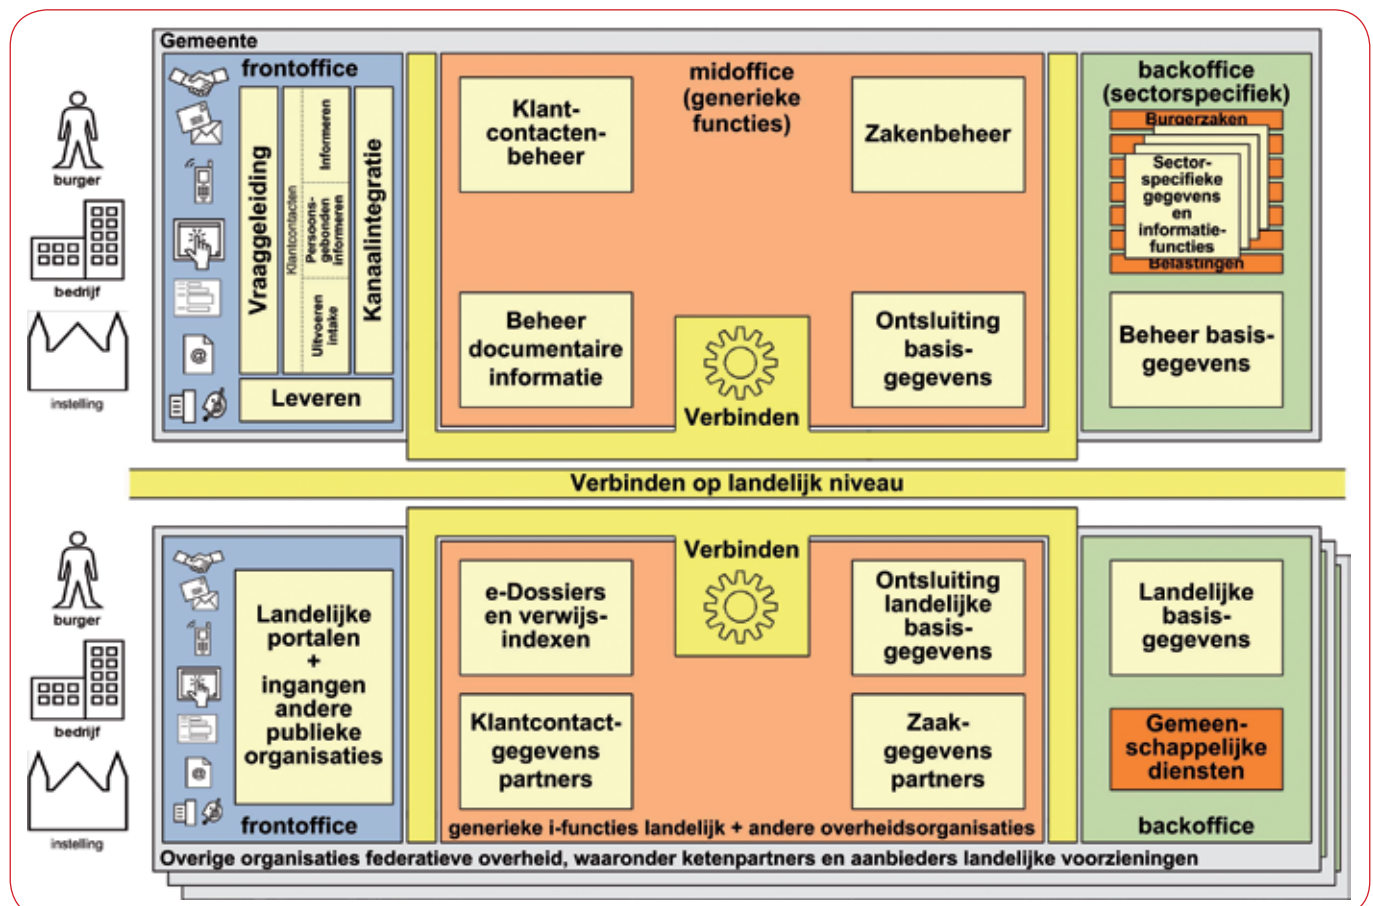 Gemeente
frontoffice
burger
bedrijf
instelling
Vraaggeleiding
Klantcontacten
Informeren
Persoons-
gebonden
informeren
Uitvoeren
intake
Kanaalintegratie
Leveren
midoffice
(generieke
functies)
Klant-
contacten-
beheer
Zakenbeheer
Beheer
documentaire
informatie
Verbinden
Ontsluiting
basis-
gegevens
backoffice
(sectorspecifiek)
Burgerzaken
Sector-
specifieke
gegevens
en
informatie-
functies
Belastingen
Beheer basis-
gegevens
Verbinden op landelijk niveau
burger
bedrijf
instelling
Landelijke
portalen
+
ingangen
andere
publieke
organisaties
frontoffice
Verbinden
e-Dossiers
en verwijs-
indexen
Ontsluiting
landelijke
basis-
gegevens
Klantcontact-
gegevens
partners
Zaak-
gegevens
partners
generieke i-functies landelijk + andere overheidsorganisaties
Landelijke
basis-
gegevens
Gemeen-
schappelijke
diensten
backoffice
Overige organisaties federatieve overheid, waaronder ketenpartners en aanbieders landelijke voorzieningen